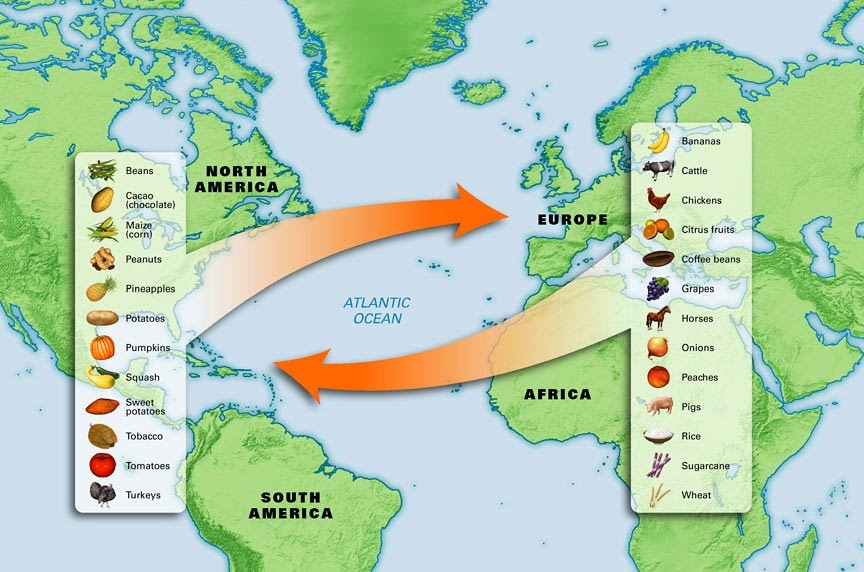 NORTH
AMERICA
EUROPE
ATLANTIC
OCEAN
AFRICA
SOUTH
AMERICA
Beans
Cacao
(chocolate)
Maize
(corn)
Peanuts
Pineapples
Potatoes
Pumpkins
Squash
Sweet
potatoes
Tobacco
Tomatoes
Turkeys
Bananas
Cattle
Chickens
Citrus fruits
Coffee beans
Grapes
Horses
Onions
Peaches
Pigs
Rice
Sugarcane
Wheat